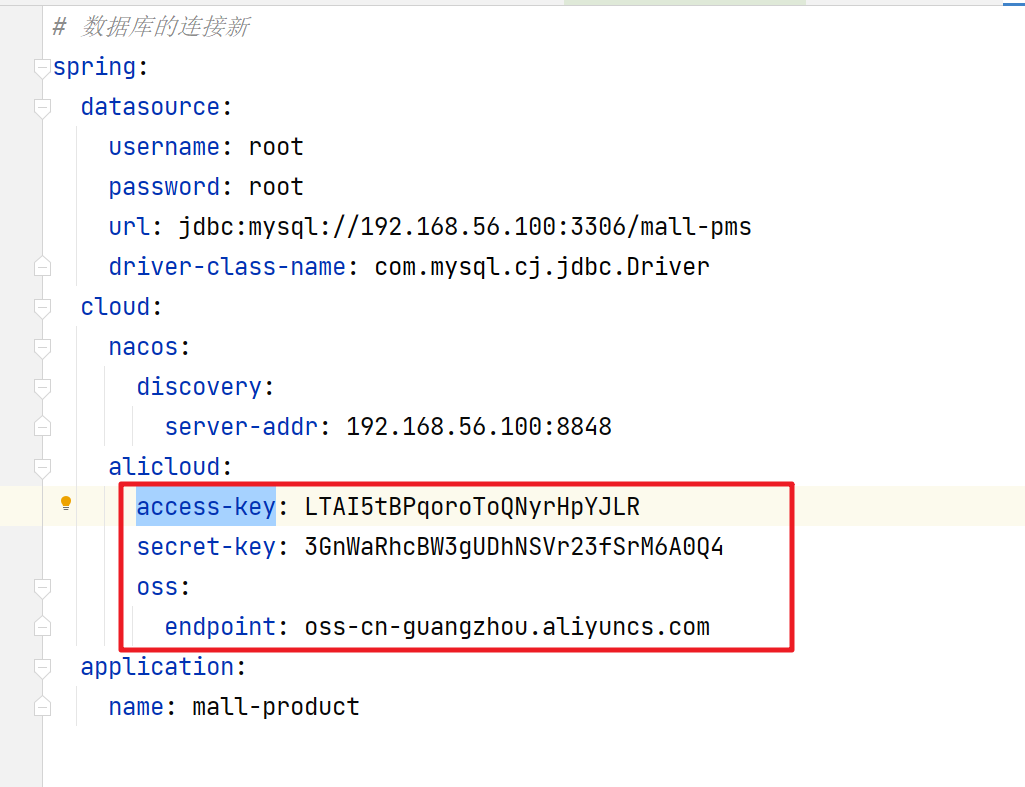 # 数据库的连接新
spring:
datasource:
username: root
password: root
url: jdbc:mysql://192.168.56.100:3306/mall-pms
driver-class-name: com.mysql.cj.jdbc.Driver
cloud:
nacos:
discovery:
server-addr: 192.168.56.100:8848
alicloud:
access-key: LTAI5tBPqoroToQNyrHpYJLR
secret-key: 3GnWaRhcBW3gUDhNSVr23fSrM6A0Q4
oss:
endpoint: oss-cn-guangzhou.aliyuncs.com
application:
name: mall-product